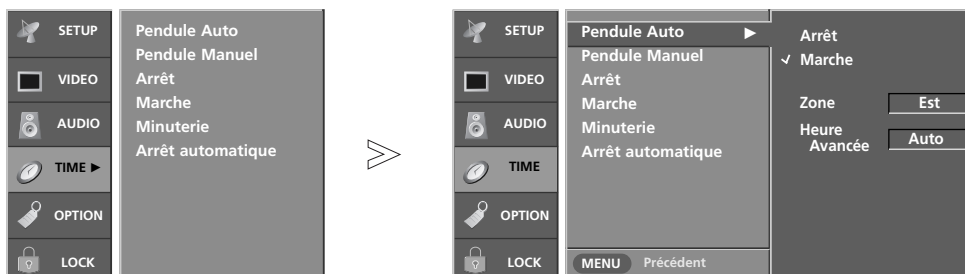 SETUP
VIDEO
AUDIO
TIME ►
OPTION
LOCK
Pendule Auto
Pendule Manuel
Arrêt
Marche
Minuterie
Arrêt automatique
SETUP
VIDEO
AUDIO
TIME
OPTION
LOCK
Pendule Auto ►
Pendule Manuel
Arrêt
Marche
Minuterie
Arrêt automatique
MENU Précédent
Arrêt
✓ Marche
Zone Est
Heure
Avancée Auto